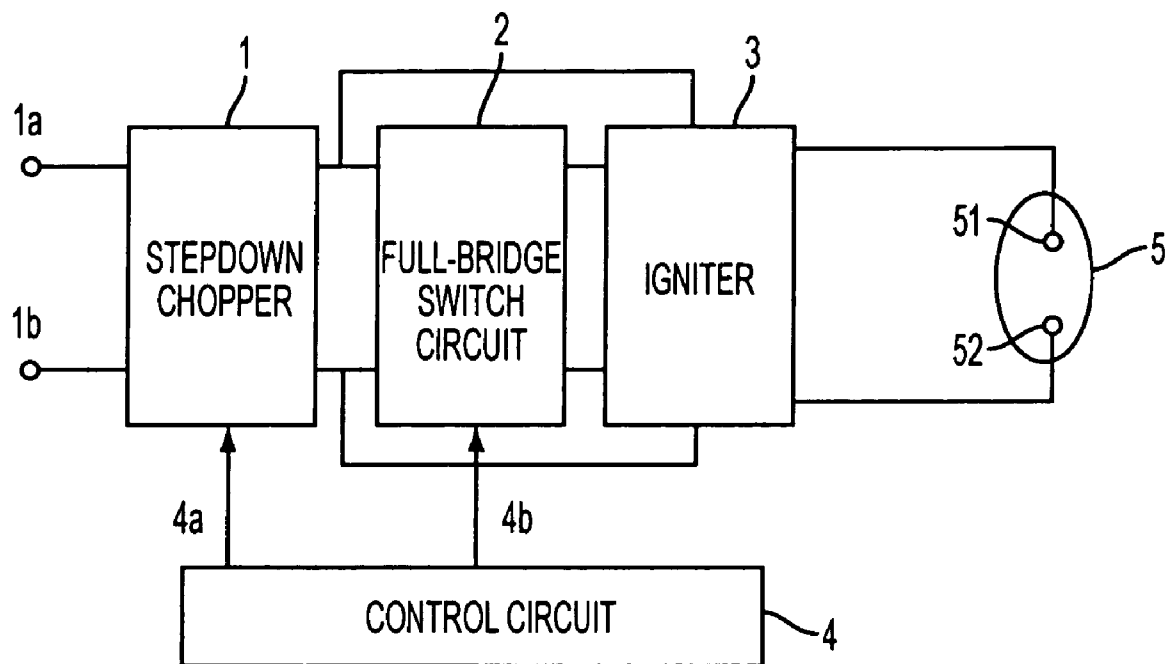 1
2
3
1a
1b
STEPDOWN
CHOPPER
FULL-BRIDGE
SWITCH
CIRCUIT
IGNITER
51
52
5
4a
4b
CONTROL CIRCUIT
4